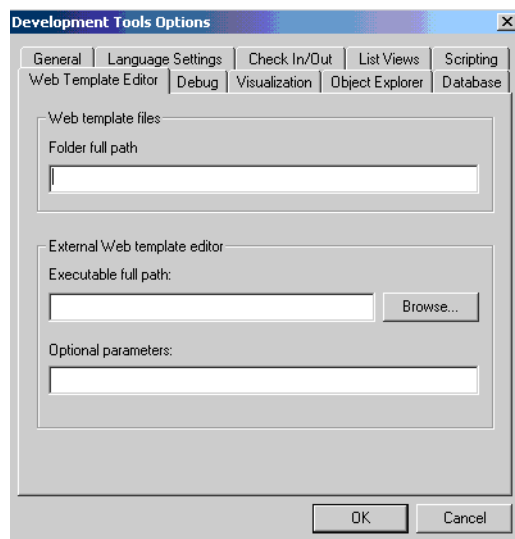 Development Tools Options
General Language Settings Check In/Out List Views Scripting
Web Template Editor Debug Visualization Object Explorer Database
Web template files
Folder full path
External Web template editor
Executable full path:
Browse...
Optional parameters:
OK Cancel